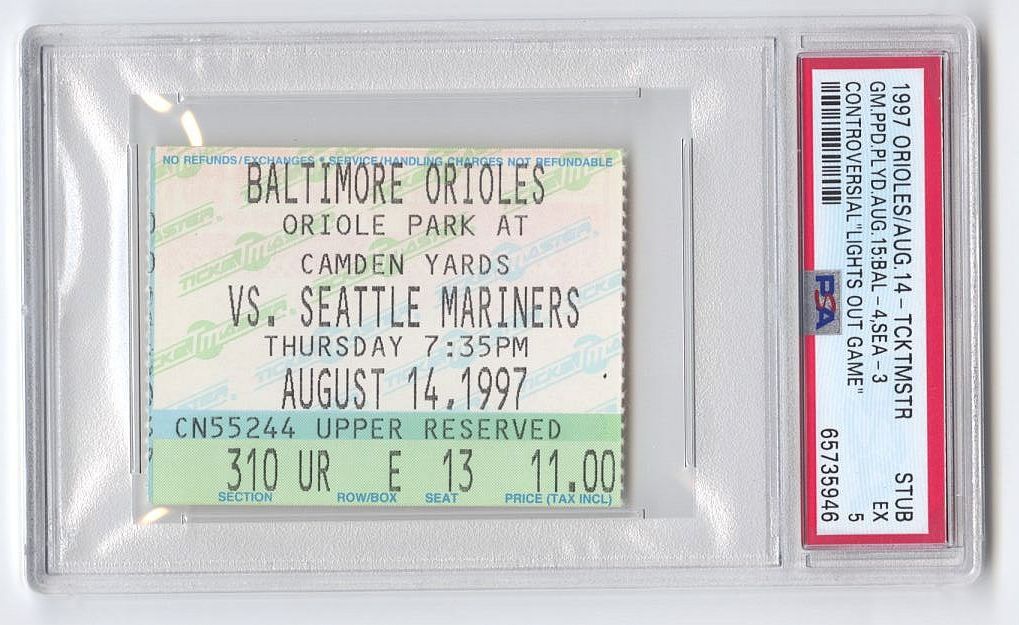 NO REFUNDS/EXCHANGES • SERVICE/HANDLING CHARGES NOT REFUNDABLE
BALTIMORE ORIOLES
ORIOLE PARK AT
CAMDEN YARDS
VS. SEATTLE MARINERS
THURSDAY 7:35PM
AUGUST 14,1997
CN55244 UPPER RESERVED
310 UR E 13 11.00
SECTION ROW/BOX SEAT PRICE (TAX INCL)
TICKETMASTER
1997 ORIOLES/AUG.14 - TCKTMSTR STUB
GM.PPD,PLYD.AUG.15:BAL - 4,SEA - 3 EX
CONTROVERSIAL "LIGHTS OUT GAME" 5
65735946
PSA